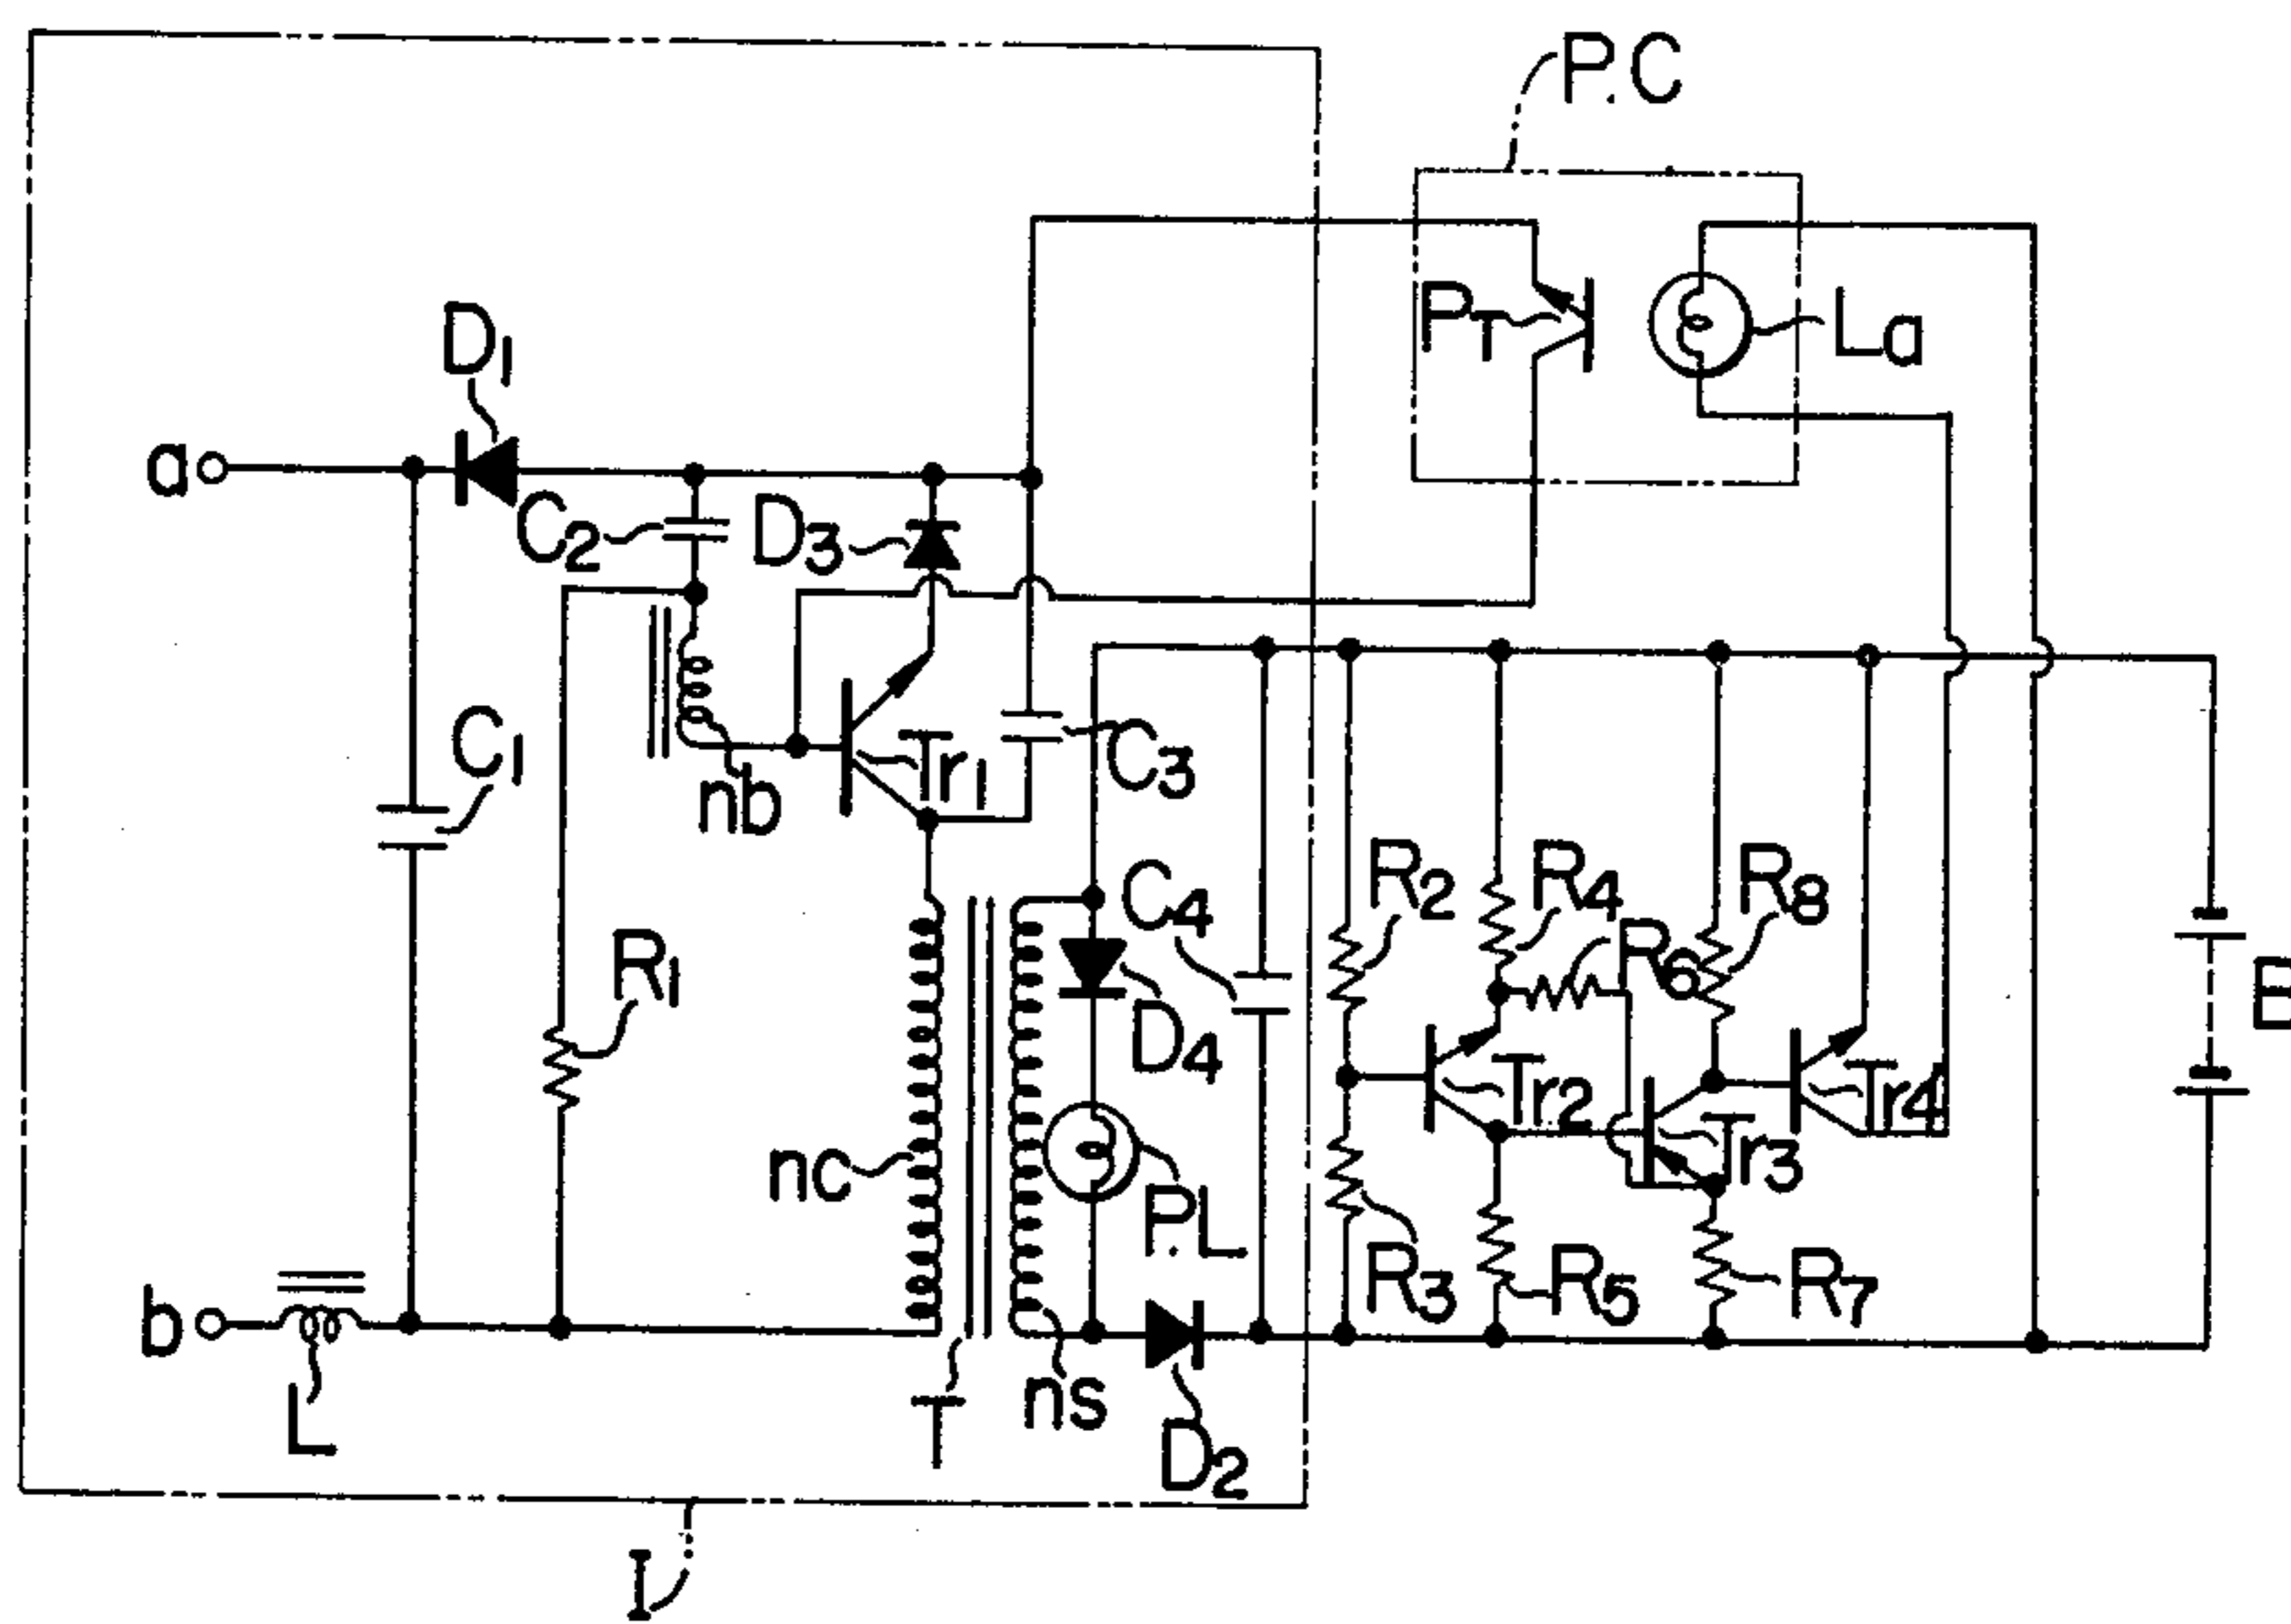 P.C
PT
La
D1
a
C2
D3
C1
nb
Tr1
C3
R1
C4
R2
R4
R6
R8
D4
Tr2
Tr4
Tr3
E
nc
P.L
R3
R5
R7
b
L
T
ns
D2
I